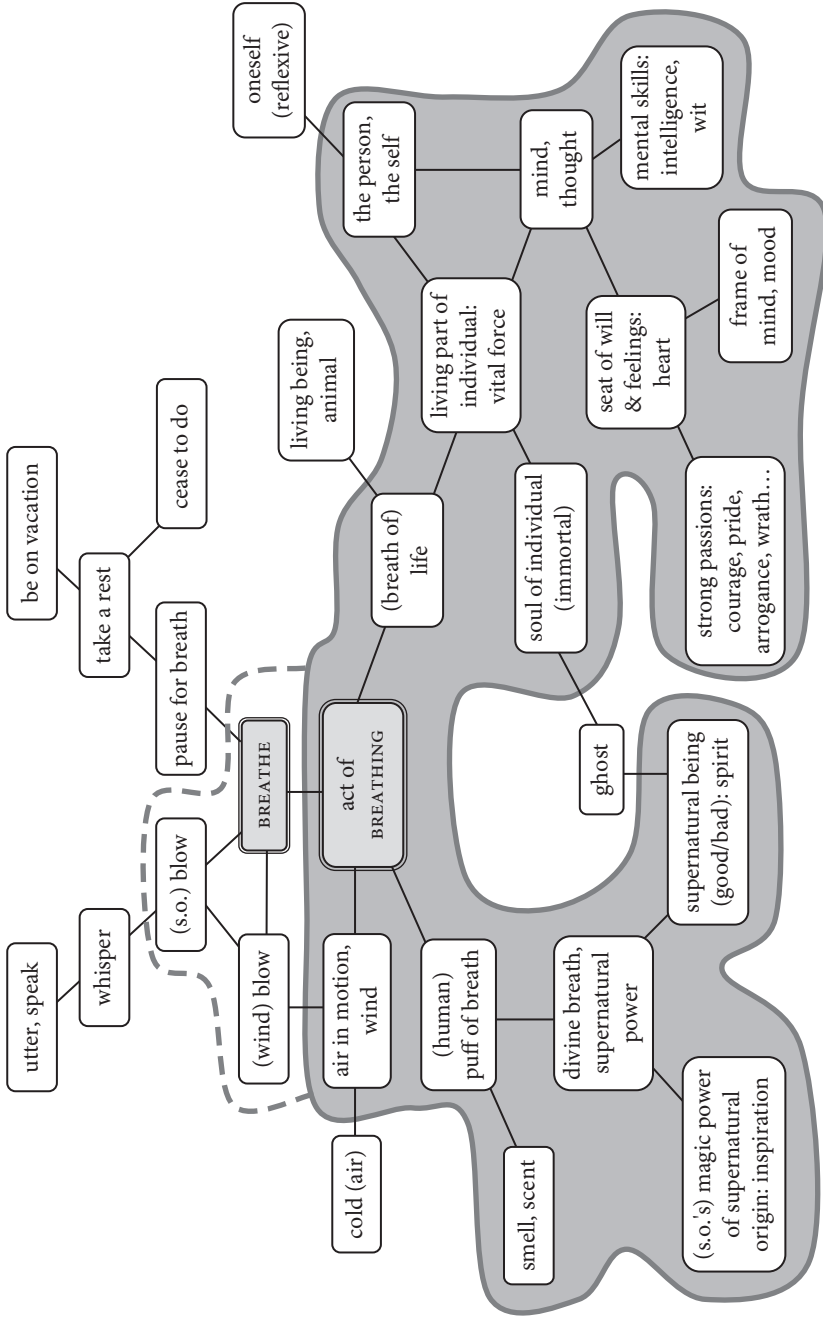 utter, speak
be on vacation
whisper
take a rest
(s.o.) blow
pause for breath
cease to do
(wind) blow
BREATHE
oneself
(reflexive)
cold (air)
air in motion,
wind
act of
BREATHING
living being,
animal
(breath of)
life
the person,
the self
(human)
puff of breath
living part of
individual:
vital force
smell, scent
soul of individual
(immortal)
mind,
thought
divine breath,
supernatural
power
ghost
seat of will
& feelings:
heart
mental skills:
intelligence,
wit
(s.o.'s) magic power
of supernatural
origin: inspiration
supernatural being
(good/bad): spirit
strong passions:
courage, pride,
arrogance, wrath…
frame of
mind, mood